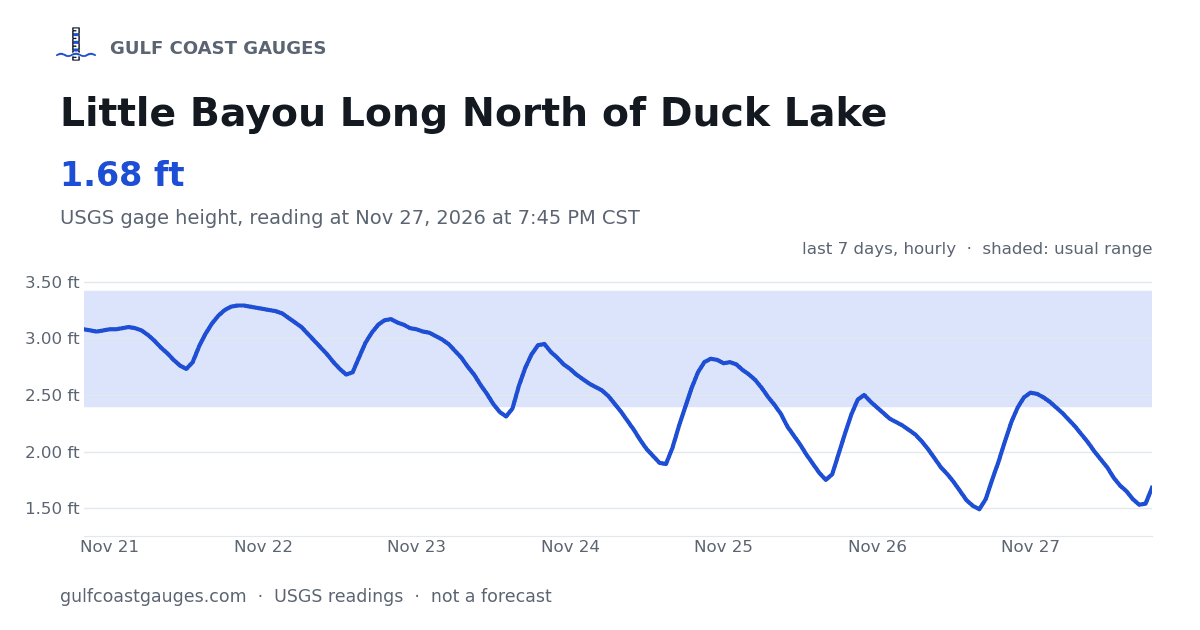 GULF COAST GAUGES
Little Bayou Long North of Duck Lake
1.68 ft
USGS gage height, reading at Nov 27, 2026 at 7:45 PM CST
last 7 days, hourly · shaded: usual range
3.50 ft
3.00 ft
2.50 ft
2.00 ft
1.50 ft
Nov 21 Nov 22 Nov 23 Nov 24 Nov 25 Nov 26 Nov 27
gulfcoastgauges.com · USGS readings · not a forecast